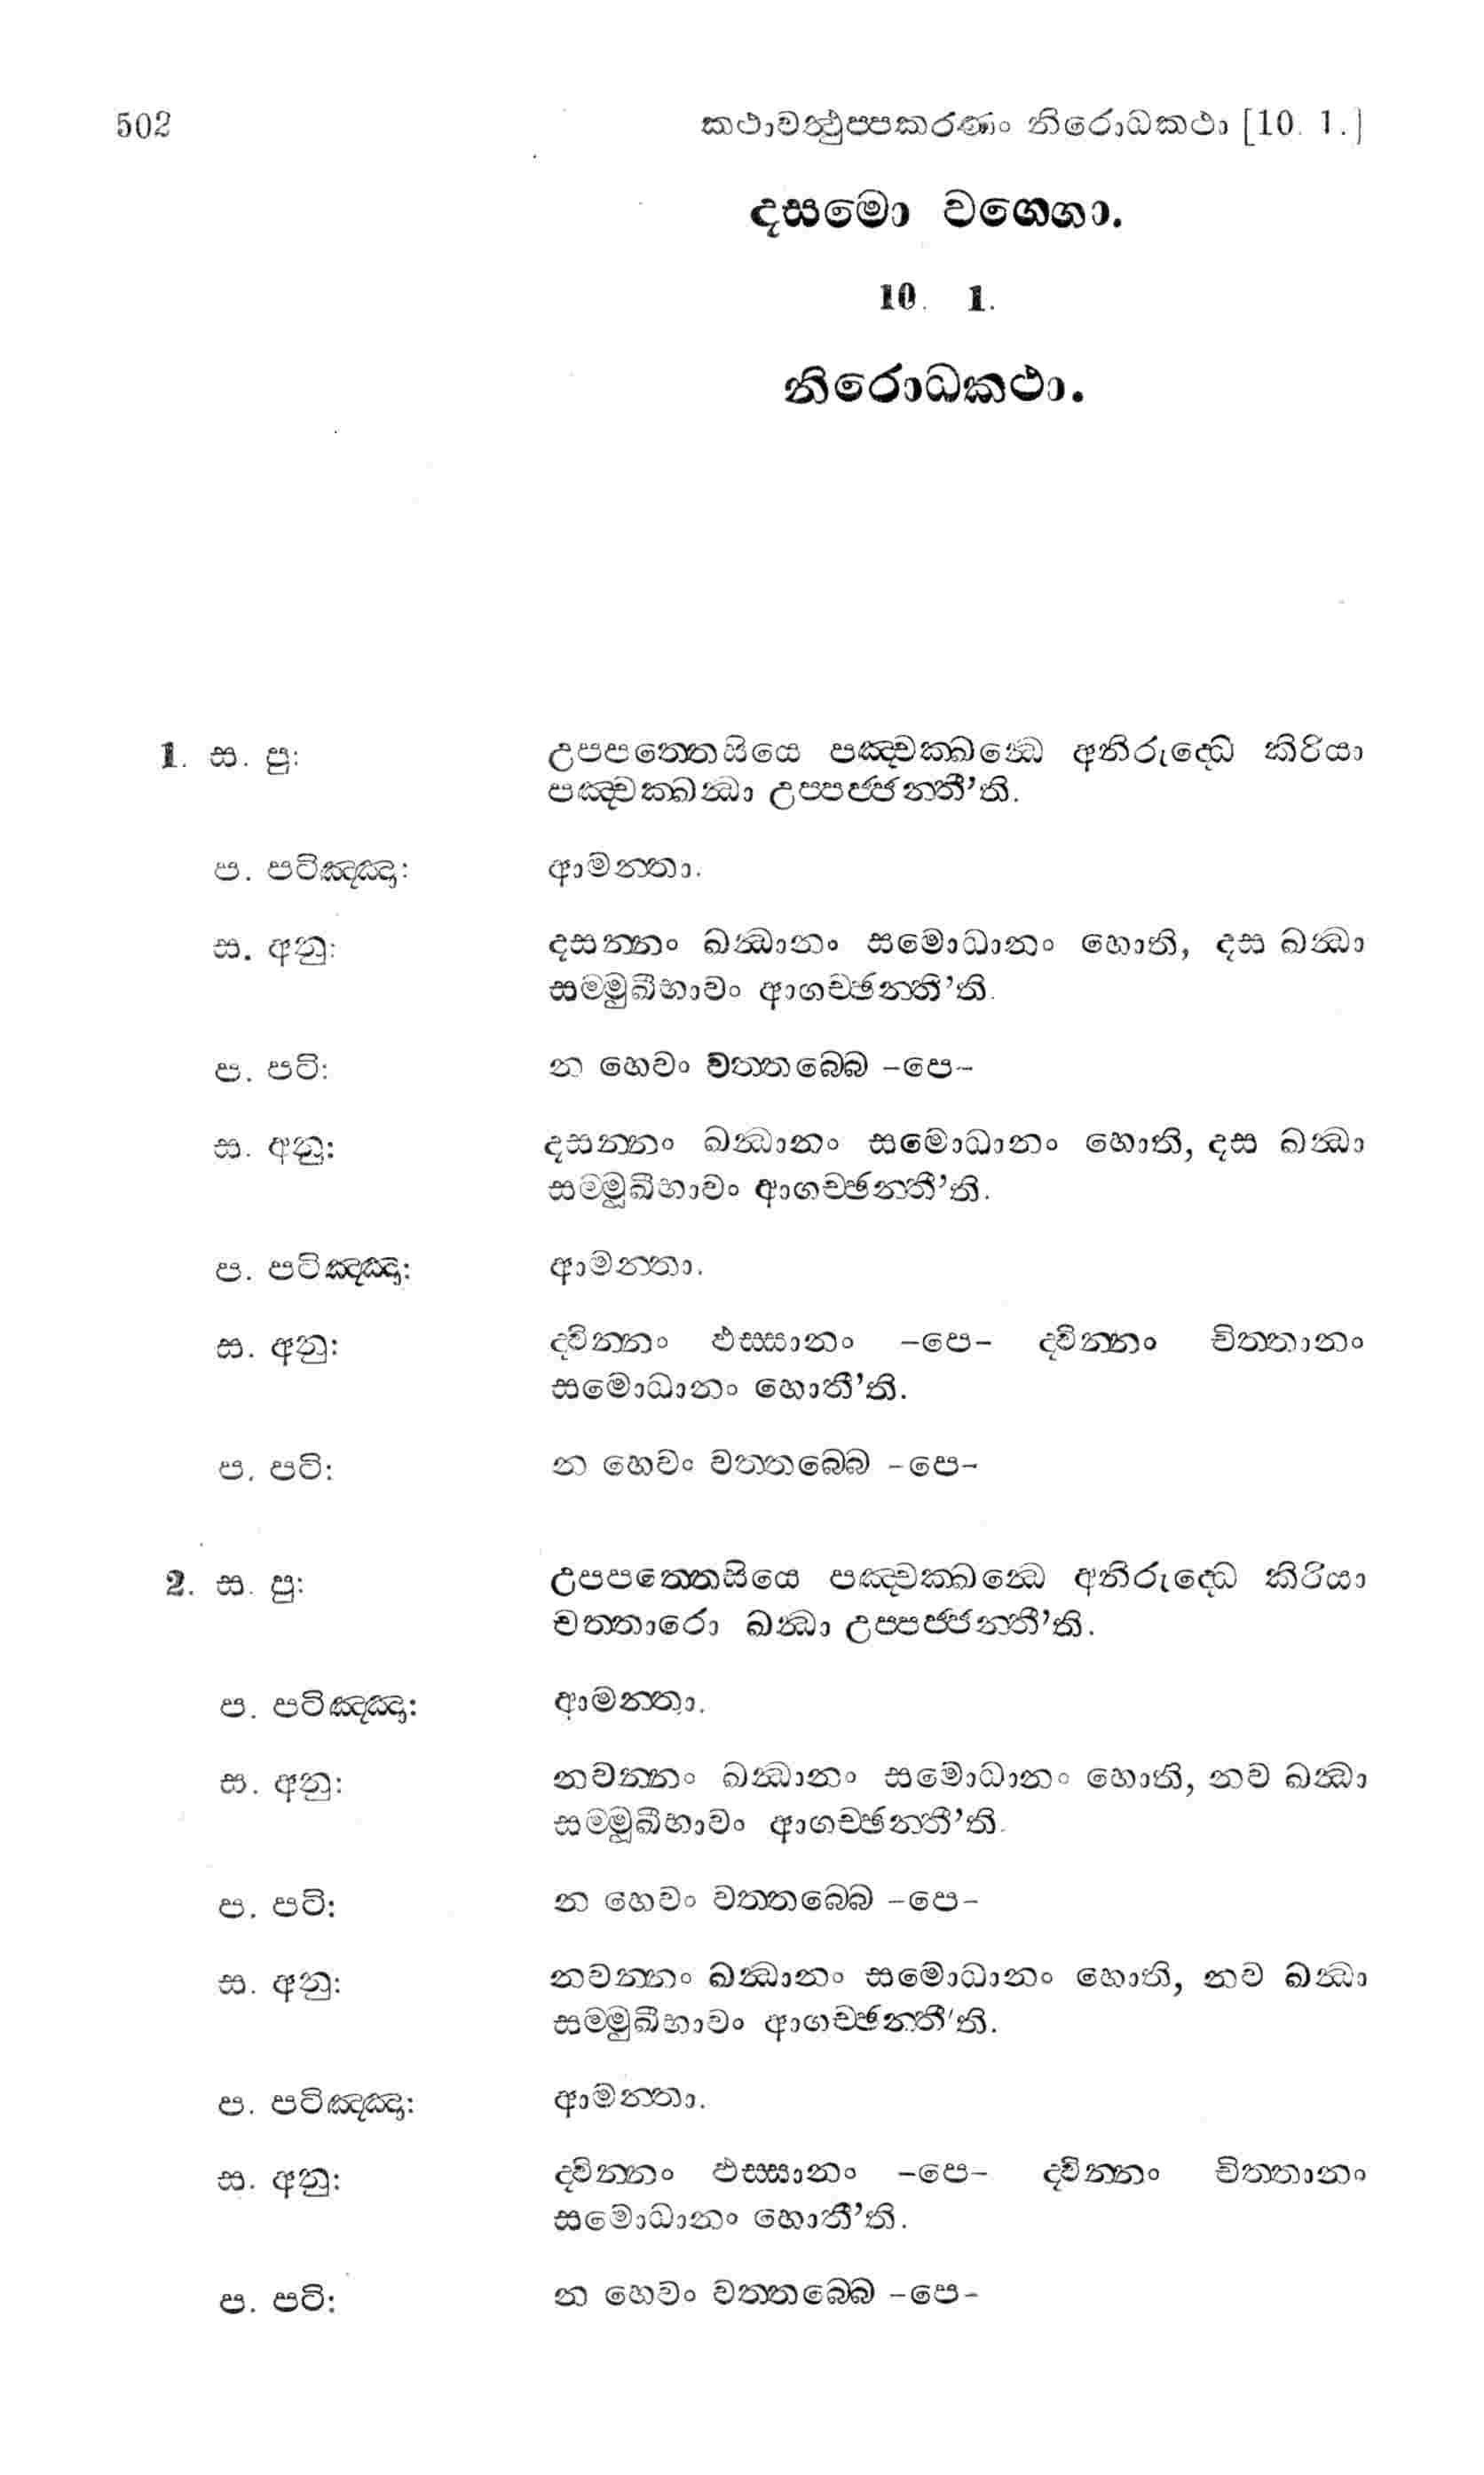 502 කථාවත්‍ථුප්පකරණං නිරොධකථා [10. 1.]
දසමො වග්ගො.
10. 1.
නිරොධකථා.
1. ස. පු: උපපත්තෙසියෙ පඤ්චක්ඛන්ධෙ අනිරුද්ධෙ කිරියා
පඤ්චක්ඛන්ධා උප්පජ්ජන්තී’ති.
ප. පටිඤ්ඤා: ආමන්තා.
ස. අනු: දසන්නං ඛන්ධානං සමොධානං හොති, දස ඛන්ධා
සම්මුඛීභාවං ආගච්ඡන්තී’ති.
ප. පටි: න හෙවං වත්තබ්බෙ -පෙ-
ස. අනු: දසන්නං ඛන්ධානං සමොධානං හොති, දස ඛන්ධා
සම්මූඛීභාවං ආගච්ඡන්තී’ති.
ප. පටිඤ්ඤා: ආමන්තා.
ස. අනු: ද්වින්නං ඵස්සානං -පෙ- ද්වින්නං චිත්තානං
සමොධානං හොතී’ති.
ප. පටි: න හෙවං වත්තබ්බෙ -පෙ-
2. ස. පු: උපපත්තෙසියෙ පඤ්චක්ඛන්ධෙ අනිරුද්ධෙ කිරියා
චත්තාරො ඛන්ධා උප්පජ්ජන්තී’ති.
ප. පටිඤ්ඤා: ආමන්තා.
ස. අනු: නවන්නං ඛන්ධානං සමොධානං හොති, නව ඛන්ධා
සම්මූඛීභාවං ආගච්ඡන්තී’ති.
ප. පටි: න හෙවං වත්තබ්බෙ -පෙ-
ස. අනු: නවන්නං ඛන්ධානං සමොධානං හොති, නව ඛන්ධා
සම්මුඛීභාවං ආගච්ඡන්තී’ති.
ප. පටිඤ්ඤා: ආමන්තා.
ස. අනු: ද්වින්නං ඵස්සානං -පෙ- ද්වින්නං චිත්තානං
සමොධානං හොතී’ති.
ප. පටි: න හෙවං වත්තබ්බෙ -පෙ-